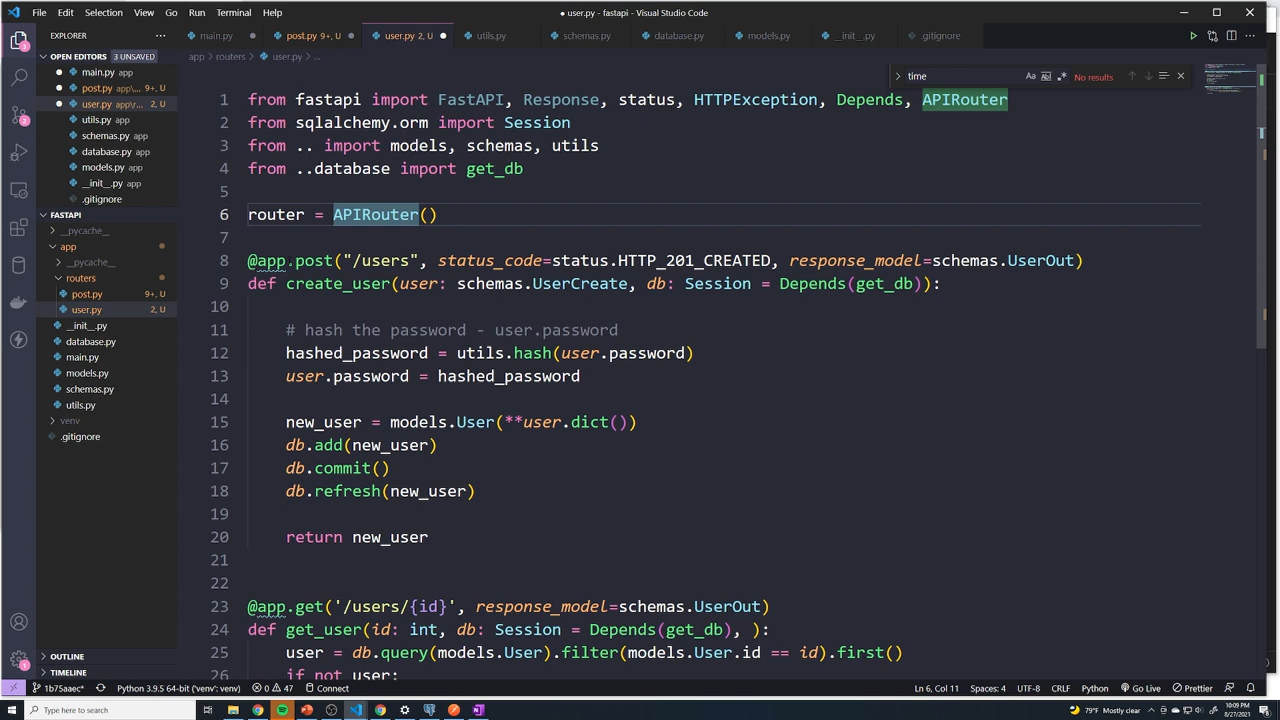 File Edit Selection View Go Run Terminal Help
● user.py - fastapi - Visual Studio Code
EXPLORER
main.py
post.py 9+, U
user.py 2, U
utils.py
schemas.py
database.py
models.py
__init__.py
.gitignore
OPEN EDITORS 3 UNSAVED
main.py app
post.py app\... 9+, U
user.py app\r... 2, U
utils.py app
schemas.py app
database.py app
models.py app
__init__.py app
.gitignore
FASTAPI
__pycache__
app
__pycache__
routers
post.py 9+, U
user.py 2, U
__init__.py
database.py
main.py
models.py
schemas.py
utils.py
venv
.gitignore
OUTLINE
TIMELINE
app > routers > user.py > ...
time Aa Ab No results
1 from fastapi import FastAPI, Response, status, HTTPException, Depends, APIRouter
2 from sqlalchemy.orm import Session
3 from .. import models, schemas, utils
4 from ..database import get_db
5
6 router = APIRouter()
7
8 @app.post("/users", status_code=status.HTTP_201_CREATED, response_model=schemas.UserOut)
9 def create_user(user: schemas.UserCreate, db: Session = Depends(get_db)):
10
11 # hash the password - user.password
12 hashed_password = utils.hash(user.password)
13 user.password = hashed_password
14
15 new_user = models.User(**user.dict())
16 db.add(new_user)
17 db.commit()
18 db.refresh(new_user)
19
20 return new_user
21
22
23 @app.get('/users/{id}', response_model=schemas.UserOut)
24 def get_user(id: int, db: Session = Depends(get_db), ):
25 user = db.query(models.User).filter(models.User.id == id).first()
26 if not user:
1b75aaec* Python 3.9.5 64-bit ('venv': venv) 0 47 Connect
Ln 6, Col 11 Spaces: 4 UTF-8 CRLF Python Go Live Prettier
Type here to search
79°F Mostly clear
10:09 PM
8/27/2021